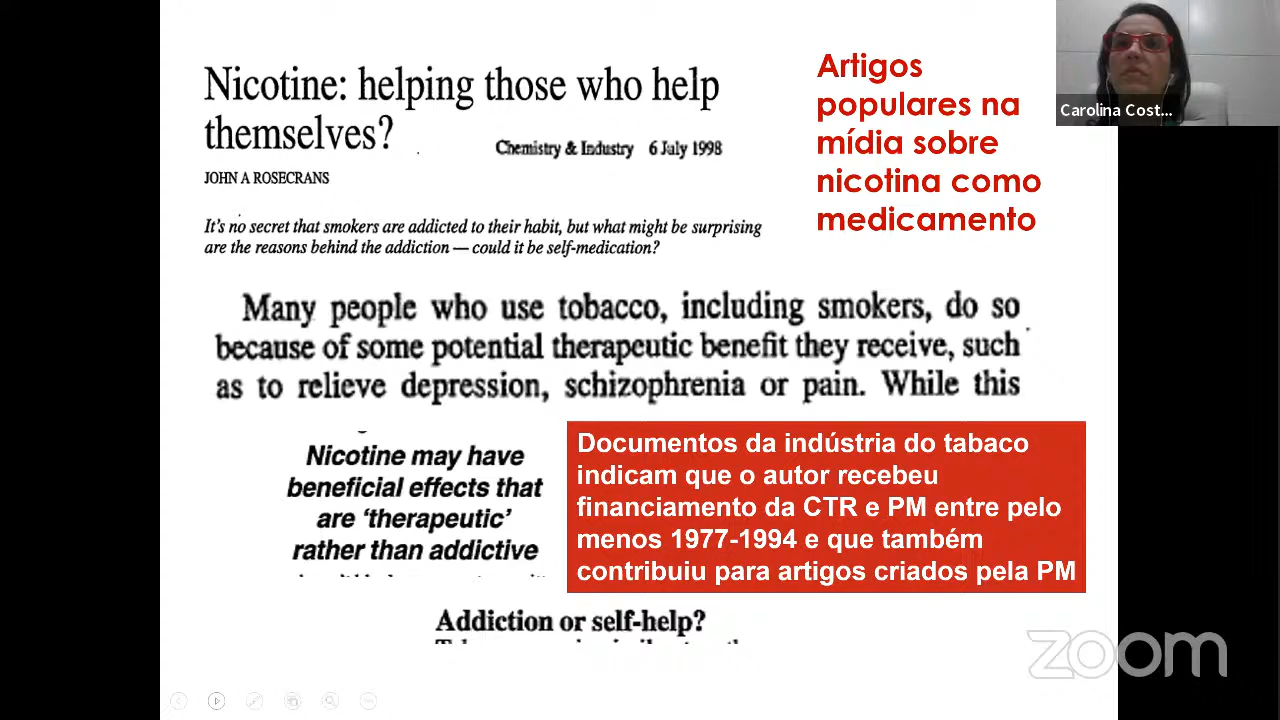 Nicotine: helping those who help
themselves?
Chemistry & Industry 6 July 1998
JOHN A ROSECRANS
It's no secret that smokers are addicted to their habit, but what might be surprising
are the reasons behind the addiction — could it be self-medication?
Artigos
populares na
mídia sobre
nicotina como
medicamento
Carolina Cost...
Many people who use tobacco, including smokers, do so
because of some potential therapeutic benefit they receive, such
as to relieve depression, schizophrenia or pain. While this
Nicotine may have
beneficial effects that
are 'therapeutic'
rather than addictive
Documentos da indústria do tabaco
indicam que o autor recebeu
financiamento da CTR e PM entre pelo
menos 1977-1994 e que também
contribuiu para artigos criados pela PM
Addiction or self-help?
zoom